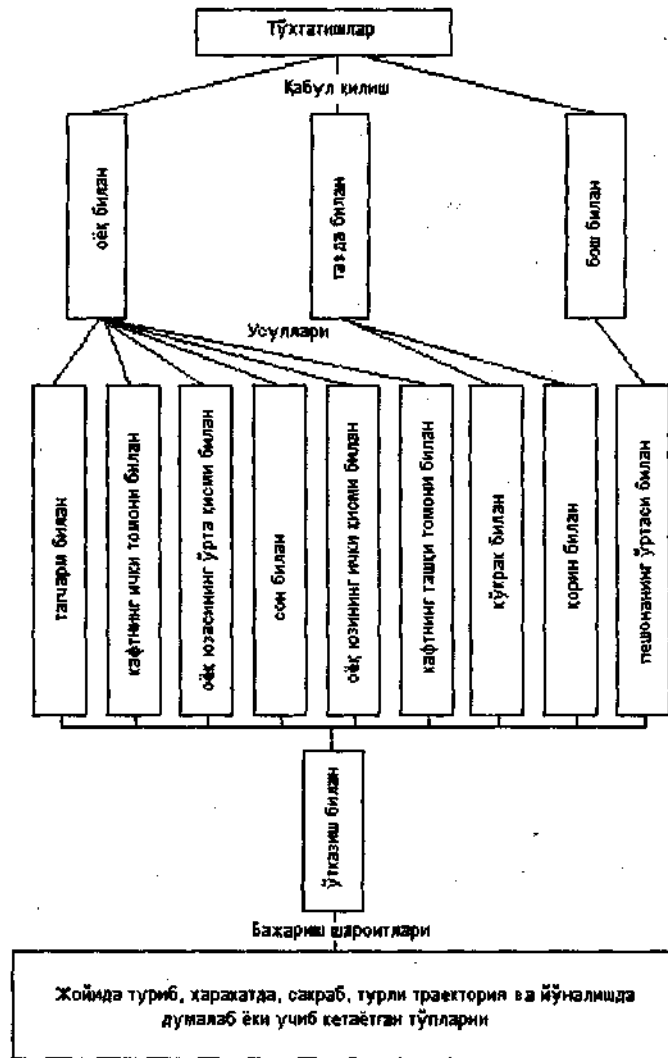 Тўхтатишлар
Қабул қилиш
оёқ билан
танда билан
бош билан
Усуллари
тагчарм билан
кафтнинг ички томони билан
оёқ юзасининг ўрта қисми билан
сон билан
оёқ юзининг ички қисми билан
кафтнинг ташқи томони билан
кўкрак билан
қорин билан
пешонанинг ўртаси билан
ўтказиш билан
Бажариш шароитлари
Жойида туриб, харакатда, сакраб, турли траектория ва йўналишда
думалаб ёки учиб кетаётган тўпларни